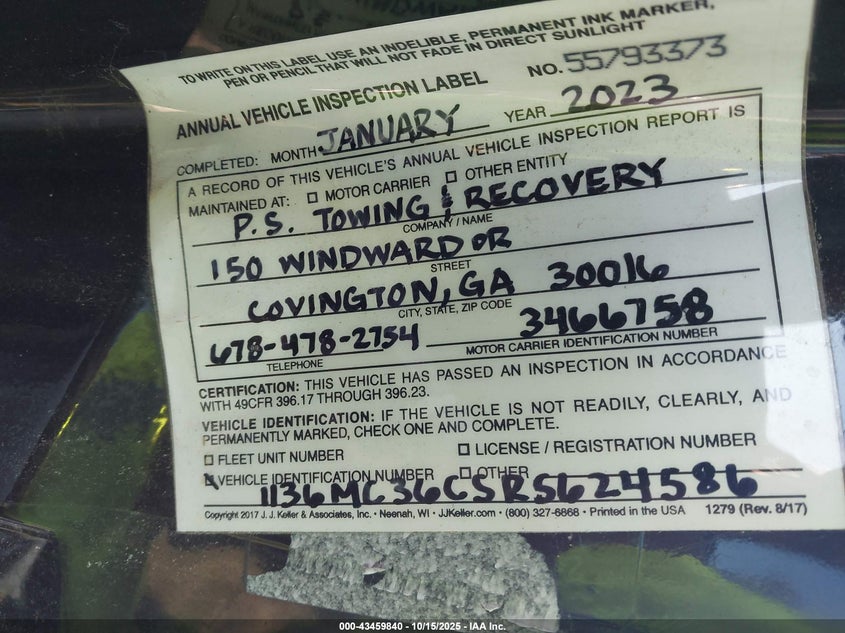 TO WRITE ON THIS LABEL USE AN INDELIBLE, PERMANENT INK MARKER,
PEN OR PENCIL THAT WILL NOT FADE IN DIRECT SUNLIGHT
ANNUAL VEHICLE INSPECTION LABEL NO. 55793373
COMPLETED: MONTH JANUARY YEAR 2023
A RECORD OF THIS VEHICLE'S ANNUAL VEHICLE INSPECTION REPORT IS
MAINTAINED AT: ☐ MOTOR CARRIER ☐ OTHER ENTITY
P.S. TOWING & RECOVERY
COMPANY / NAME
150 WINDWARD DR
STREET
COVINGTON, GA 30016
CITY, STATE, ZIP CODE
678-478-2754 3466758
TELEPHONE MOTOR CARRIER IDENTIFICATION NUMBER
CERTIFICATION: THIS VEHICLE HAS PASSED AN INSPECTION IN ACCORDANCE
WITH 49CFR 396.17 THROUGH 396.23.
VEHICLE IDENTIFICATION: IF THE VEHICLE IS NOT READILY, CLEARLY, AND
PERMANENTLY MARKED, CHECK ONE AND COMPLETE.
☐ FLEET UNIT NUMBER ☐ LICENSE / REGISTRATION NUMBER
☑ VEHICLE IDENTIFICATION NUMBER ☐ OTHER
1136MC36CSRS624586
Copyright 2017 J. J. Keller & Associates, Inc. • Neenah, WI • JJKeller.com • (800) 327-6868 • Printed in the USA 1279 (Rev. 8/17)
000-43459840 - 10/15/2025 - IAA Inc.